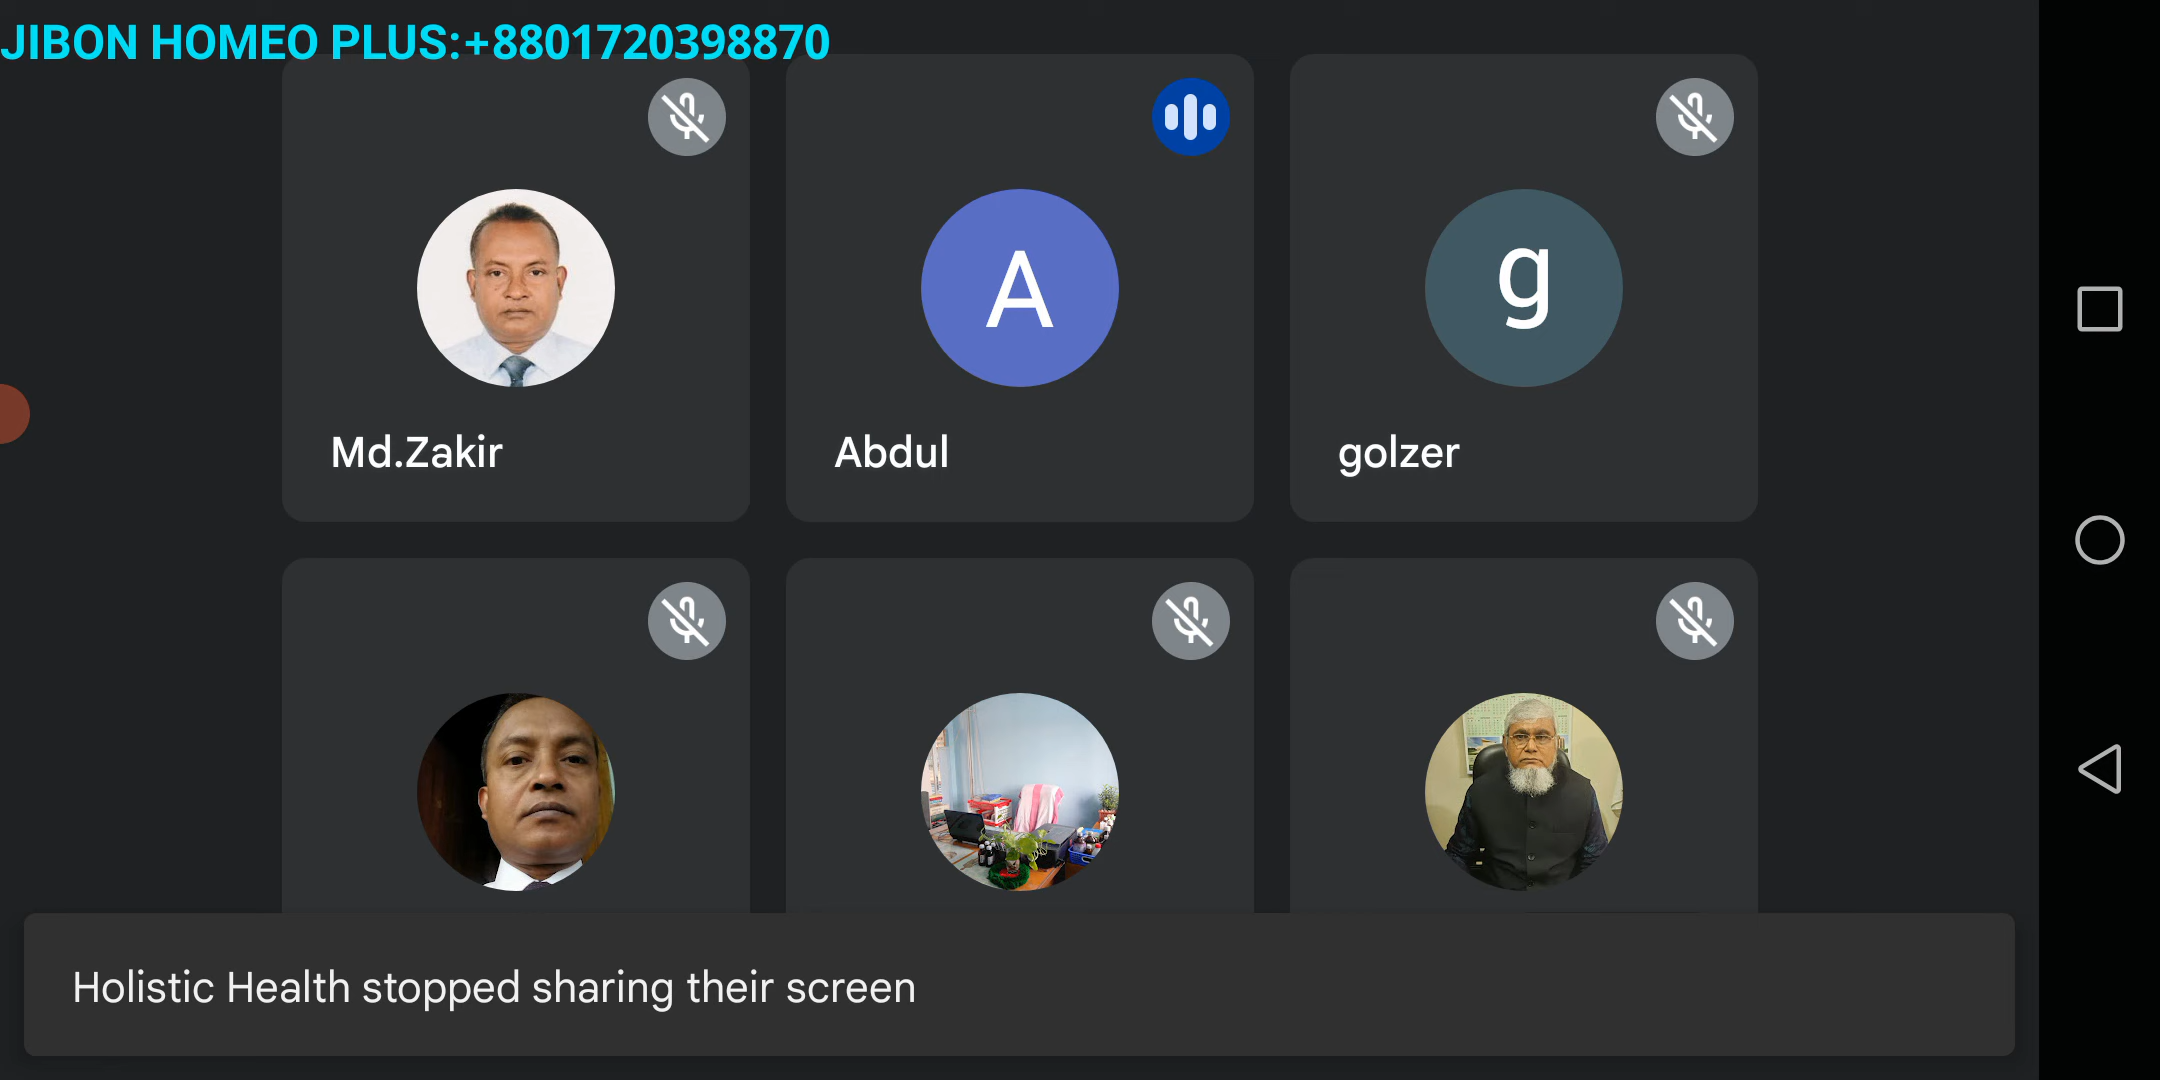 JIBON HOMEO PLUS:+8801720398870
A
g
Md.Zakir
Abdul
golzer
Holistic Health stopped sharing their screen